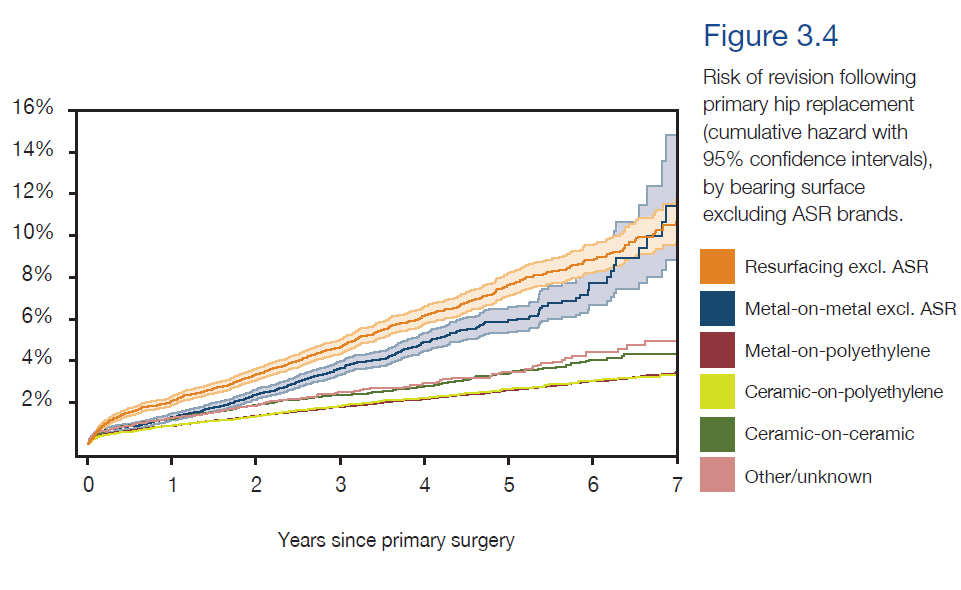 Figure 3.4
Risk of revision following
primary hip replacement
(cumulative hazard with
95% confidence intervals),
by bearing surface
excluding ASR brands.
16%
14%
12%
10%
8%
6%
4%
2%
0 1 2 3 4 5 6 7
Years since primary surgery
Resurfacing excl. ASR
Metal-on-metal excl. ASR
Metal-on-polyethylene
Ceramic-on-polyethylene
Ceramic-on-ceramic
Other/unknown